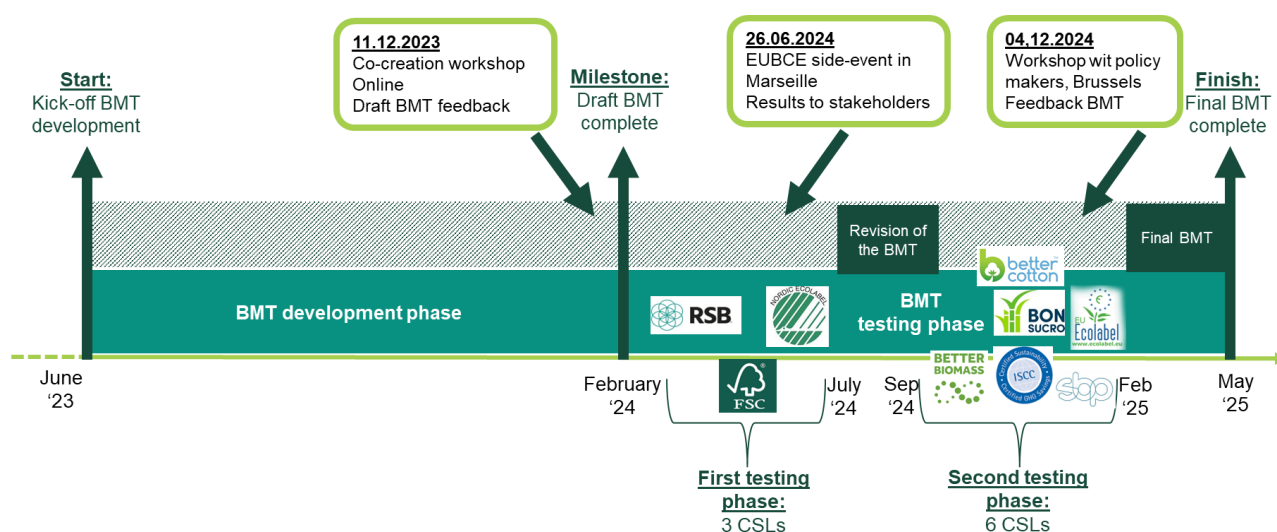 11.12.2023
Co-creation workshop
Online
Draft BMT feedback
26.06.2024
EUBCE side-event in
Marseille
Results to stakeholders
04,12.2024
Workshop wit policy
makers, Brussels
Feedback BMT
Start:
Kick-off BMT
development
Milestone:
Draft BMT
complete
Finish:
Final BMT
complete
Revision of
the BMT
Final BMT
BMT development phase
RSB
NORDIC ECOLABEL
BMT
testing phase
better
cotton
BON
SUCRO
EU
Ecolabel
www.ecolabel.eu
June
‘23
February
‘24
FSC®
July
‘24
Sep
‘24
BETTER
BIOMASS
Certified Sustainability
ISCC
Certified GHG Savings
sbp
Feb
‘25
May
‘25
First testing
phase:
3 CSLs
Second testing
phase:
6 CSLs